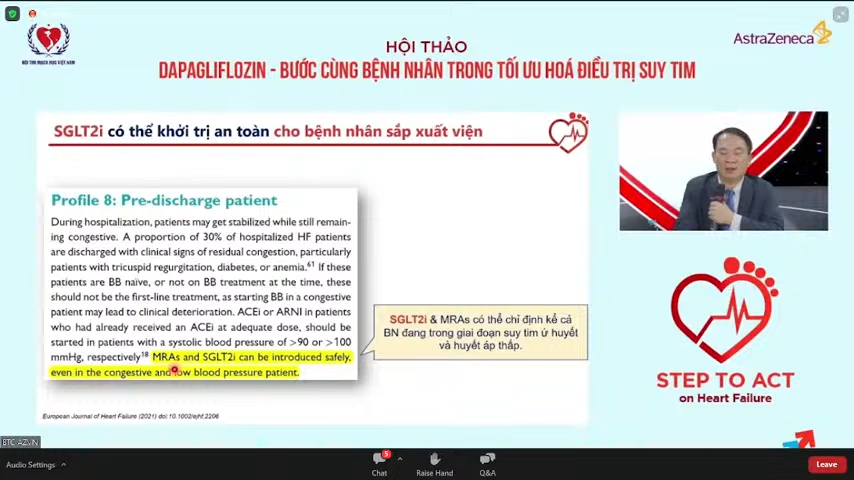 HỘI TIM MẠCH HỌC VIỆT NAM
HỘI THẢO
AstraZeneca
DAPAGLIFLOZIN - BƯỚC CÙNG BỆNH NHÂN TRONG TỐI ƯU HOÁ ĐIỀU TRỊ SUY TIM
SGLT2i có thể khởi trị an toàn cho bệnh nhân sắp xuất viện
Profile 8: Pre-discharge patient
During hospitalization, patients may get stabilized while still remain-
ing congestive. A proportion of 30% of hospitalized HF patients
are discharged with clinical signs of residual congestion, particularly
patients with tricuspid regurgitation, diabetes, or anemia.61 If these
patients are BB naïve, or not on BB treatment at the time, these
should not be the first-line treatment, as starting BB in a congestive
patient may lead to clinical deterioration. ACEi or ARNI in patients
who had already received an ACEi at adequate dose, should be
started in patients with a systolic blood pressure of >90 or >100
mmHg, respectively18 MRAs and SGLT2i can be introduced safely,
even in the congestive and low blood pressure patient.
SGLT2i & MRAs có thể chỉ định kể cả
BN đang trong giai đoạn suy tim ứ huyết
và huyết áp thấp.
European Journal of Heart Failure (2021) doi:10.1002/ejhf.2206
STEP TO ACT
on Heart Failure
BTC-AZVN
Audio Settings
5
Chat
Raise Hand
Q&A
Leave